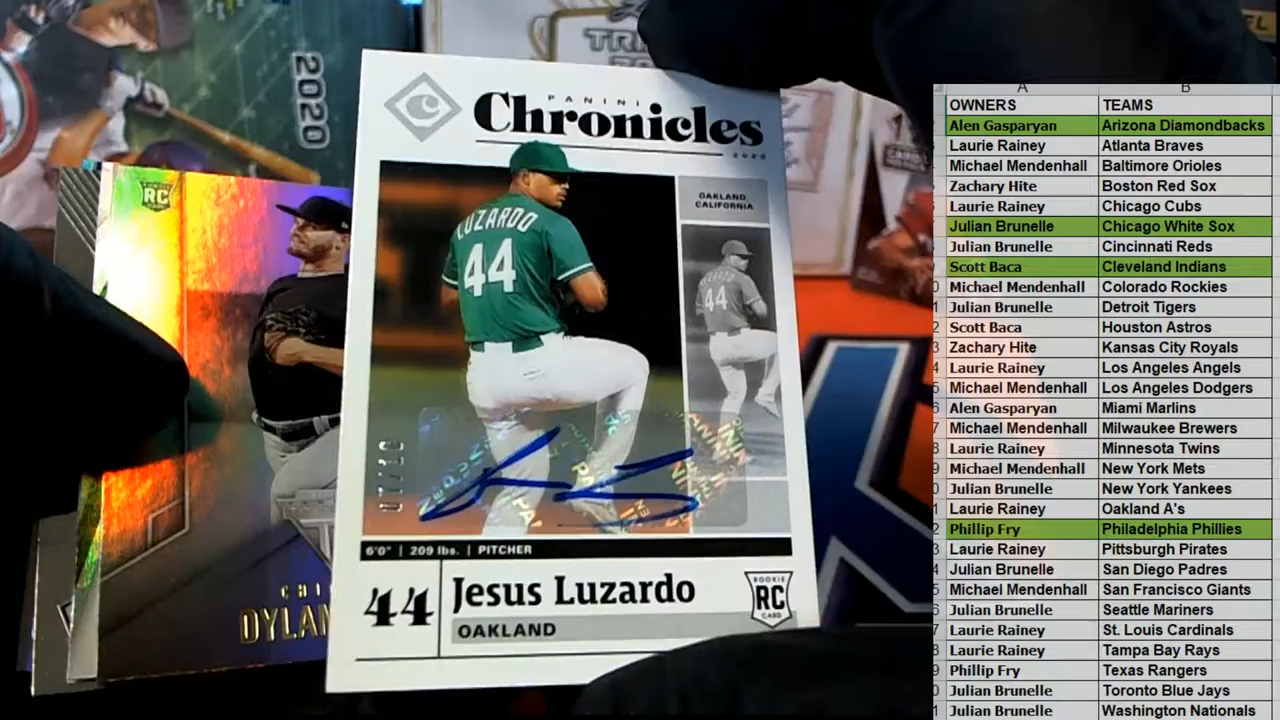 2020
TRI
PANINI
Chronicles
2020
OAKLAND,
CALIFORNIA
RC
LUZARDO
44
44
07/10
6'0" | 209 lbs. | PITCHER
44
Jesus Luzardo
OAKLAND
ROOKIE
RC
CARD
CHI
DYLAN
A B
OWNERS TEAMS
Alen Gasparyan Arizona Diamondbacks
Laurie Rainey Atlanta Braves
Michael Mendenhall Baltimore Orioles
Zachary Hite Boston Red Sox
Laurie Rainey Chicago Cubs
Julian Brunelle Chicago White Sox
Julian Brunelle Cincinnati Reds
Scott Baca Cleveland Indians
Michael Mendenhall Colorado Rockies
Julian Brunelle Detroit Tigers
Scott Baca Houston Astros
Zachary Hite Kansas City Royals
Laurie Rainey Los Angeles Angels
Michael Mendenhall Los Angeles Dodgers
Alen Gasparyan Miami Marlins
Michael Mendenhall Milwaukee Brewers
Laurie Rainey Minnesota Twins
Michael Mendenhall New York Mets
Julian Brunelle New York Yankees
Laurie Rainey Oakland A's
Phillip Fry Philadelphia Phillies
Laurie Rainey Pittsburgh Pirates
Julian Brunelle San Diego Padres
Michael Mendenhall San Francisco Giants
Julian Brunelle Seattle Mariners
Laurie Rainey St. Louis Cardinals
Laurie Rainey Tampa Bay Rays
Phillip Fry Texas Rangers
Julian Brunelle Toronto Blue Jays
Julian Brunelle Washington Nationals